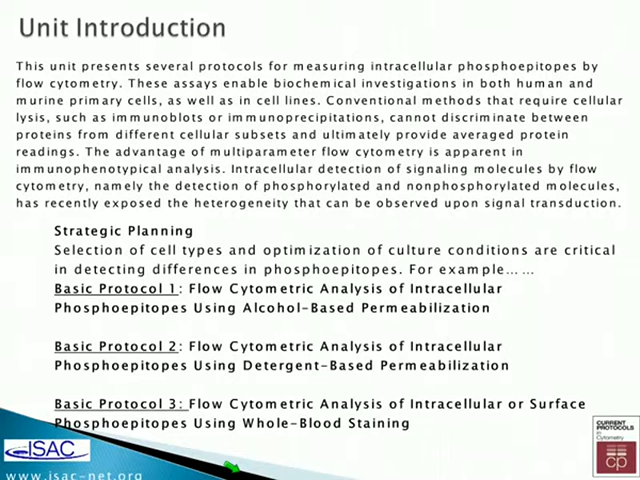 Unit Introduction
This unit presents several protocols for measuring intracellular phosphoepitopes by
flow cytometry. These assays enable biochemical investigations in both human and
murine primary cells, as well as in cell lines. Conventional methods that require cellular
lysis, such as immunoblots or immunoprecipitations, cannot discriminate between
proteins from different cellular subsets and ultimately provide averaged protein
readings. The advantage of multiparameter flow cytometry is apparent in
immunophenotypical analysis. Intracellular detection of signaling molecules by flow
cytometry, namely the detection of phosphorylated and nonphosphorylated molecules,
has recently exposed the heterogeneity that can be observed upon signal transduction.
Strategic Planning
Selection of cell types and optimization of culture conditions are critical
in detecting differences in phosphoepitopes. For example... ...
Basic Protocol 1: Flow Cytometric Analysis of Intracellular
Phosphoepitopes Using Alcohol-Based Permeabilization
Basic Protocol 2: Flow Cytometric Analysis of Intracellular
Phosphoepitopes Using Detergent-Based Permeabilization
Basic Protocol 3: Flow Cytometric Analysis of Intracellular or Surface
Phosphoepitopes Using Whole-Blood Staining
ISAC
www.isac-net.org
CURRENT
PROTOCOLS
in
Cytometry
cp